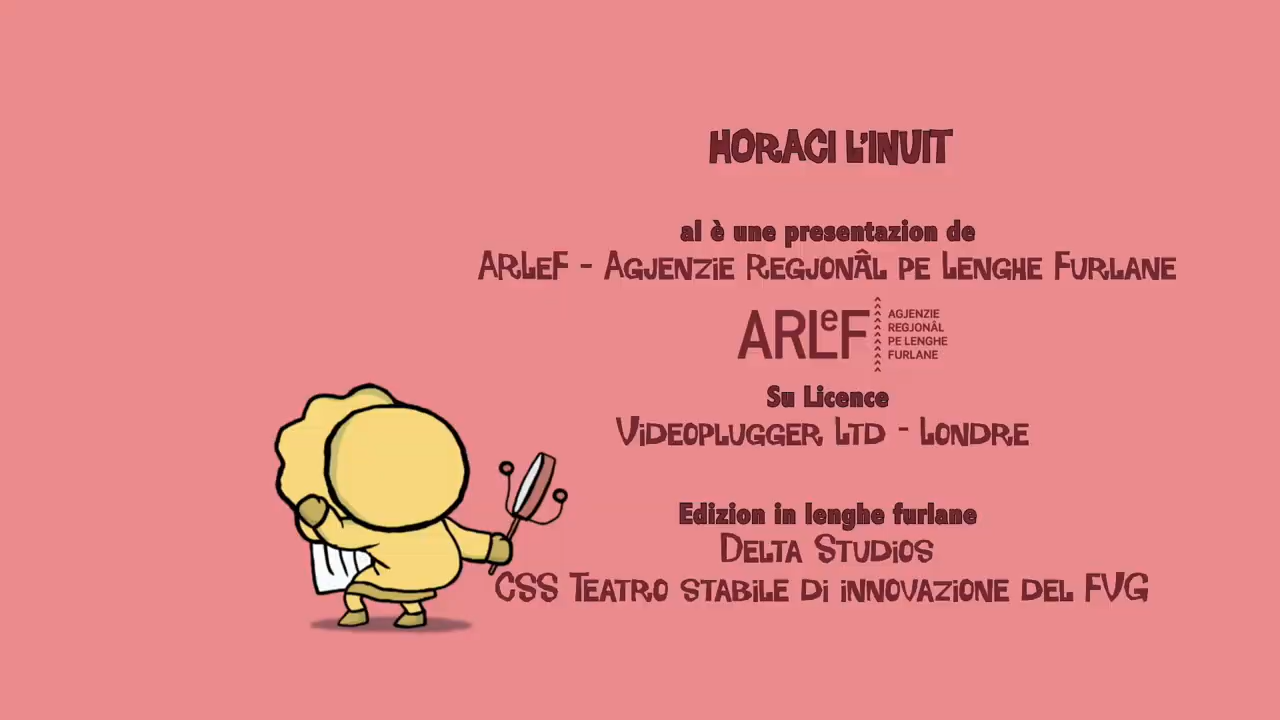 HORACI L'INUIT
al è une presentazion de
ARLeF - Agjenzie Regjonâl pe Lenghe Furlane
ARLeF
AGJENZIE
REGJONÂL
PE LENGHE
FURLANE
Su Licence
Videoplugger Ltd - Londre
Edizion in lenghe furlane
Delta Studios
CSS Teatro stabile di innovazione del FVG